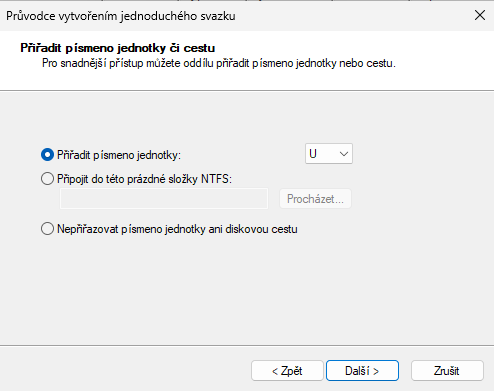 Průvodce vytvořením jednoduchého svazku
Přiřadit písmeno jednotky či cestu
Pro snadnější přístup můžete oddílu přiřadit písmeno jednotky nebo cestu.
Přiřadit písmeno jednotky: U
Připojit do této prázdné složky NTFS:
Procházet...
Nepřiřazovat písmeno jednotky ani diskovou cestu
< Zpět Další > Zrušit